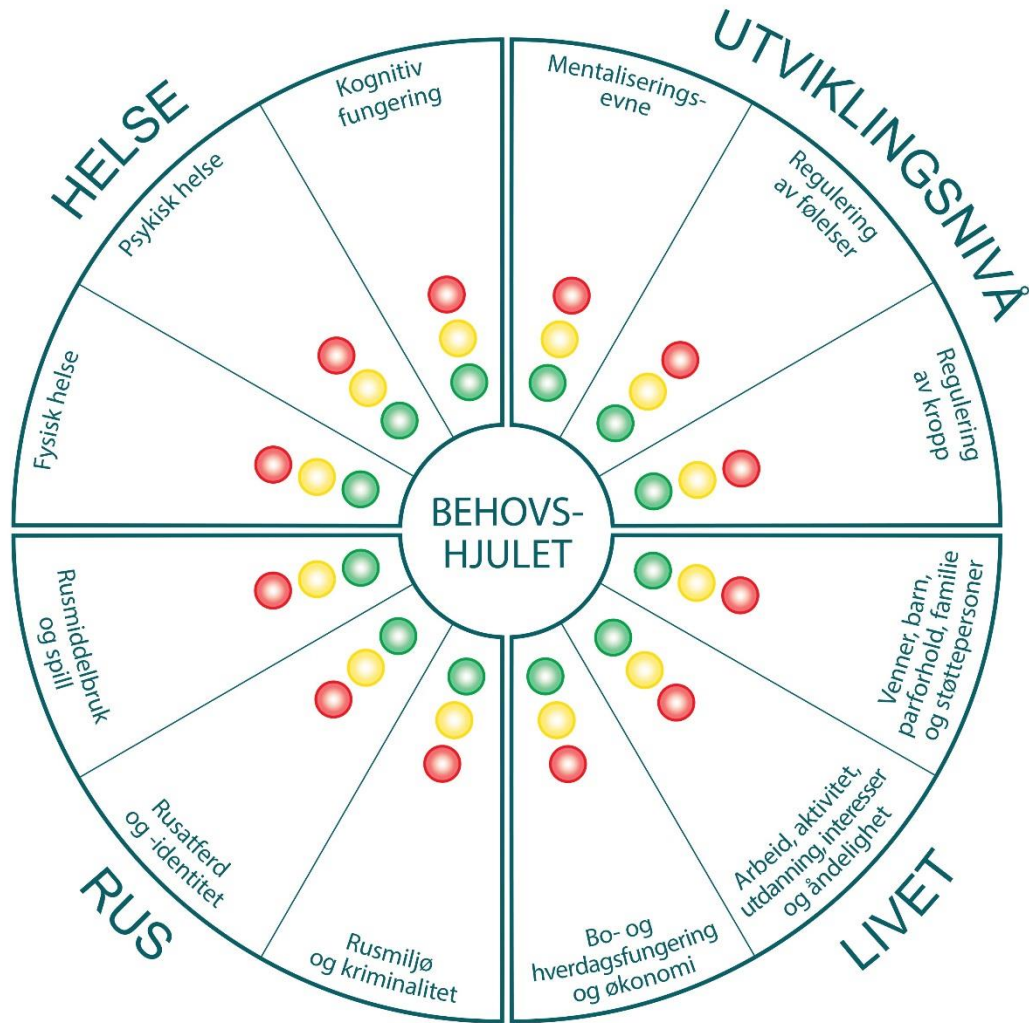 HELSE
Fysisk helse
Psykisk helse
Kognitiv
fungering
UTVIKLINGSNIVÅ
Mentaliserings-
evne
Regulering
av følelser
Regulering
av kropp
BEHOVS-
HJULET
LIVET
Venner, barn,
parforhold, familie
og støttepersoner
Arbeid, aktivitet,
utdanning, interesser
og åndelighet
Bo- og
hverdagsfungering
og økonomi
RUS
Rusmiljø
og kriminalitet
Rusatferd
og -identitet
Rusmiddelbruk
og spill